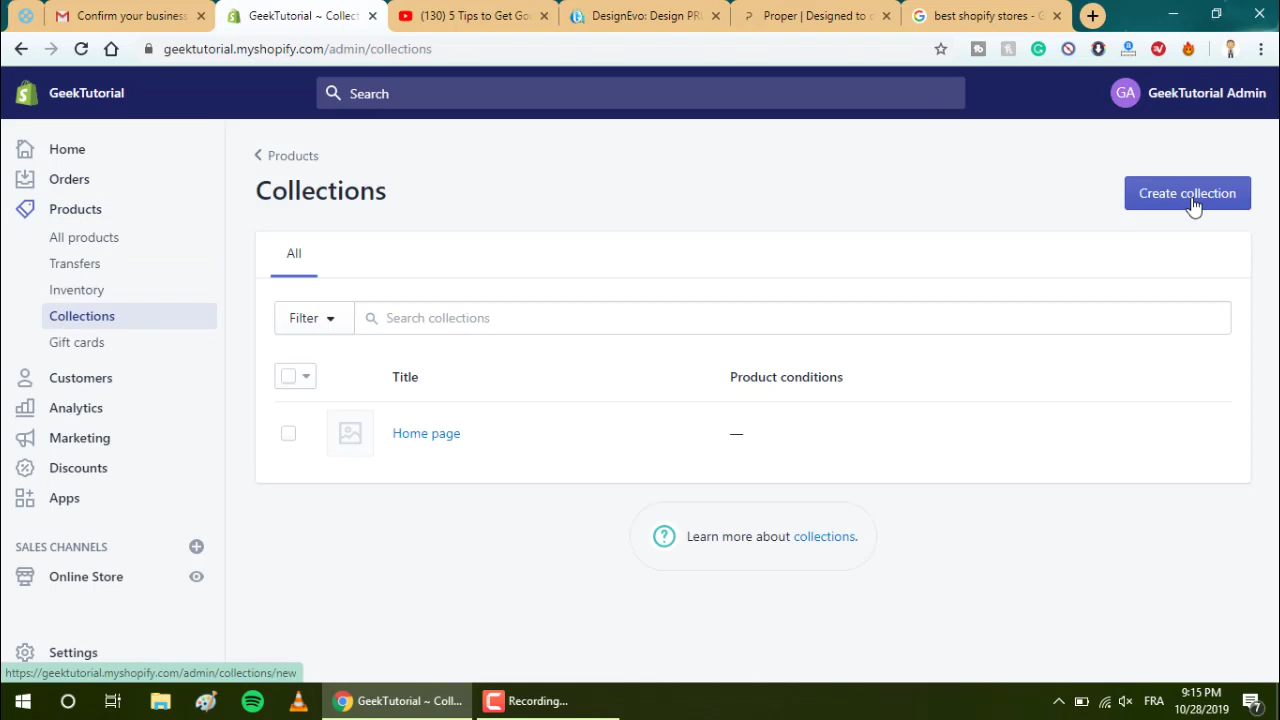 Confirm your business
GeekTutorial ~ Collect
(130) 5 Tips to Get Go
DesignEvo: Design PR
Proper | Designed to c
best shopify stores - G
geektutorial.myshopify.com/admin/collections
GeekTutorial
Search
GA
GeekTutorial Admin
Home
Orders
Products
All products
Transfers
Inventory
Collections
Gift cards
Customers
Analytics
Marketing
Discounts
Apps
SALES CHANNELS
Online Store
Settings
Products
Collections
Create collection
All
Filter
Search collections
Title
Product conditions
Home page
—
? Learn more about collections.
https://geektutorial.myshopify.com/admin/collections/new
GeekTutorial ~ Coll...
Recording...
FRA
9:15 PM
10/28/2019
7